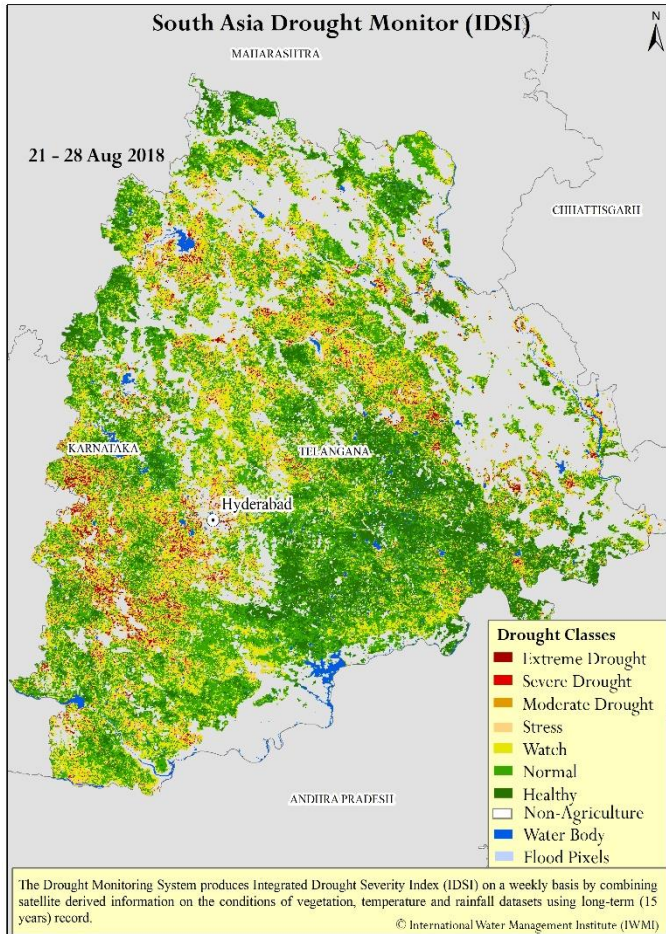 South Asia Drought Monitor (IDSI)
N
MAHARASHTRA
21 - 28 Aug 2018
CHHATTISGARH
KARNATAKA
TELANGANA
Hyderabad
Drought Classes
Extreme Drought
Severe Drought
Moderate Drought
Stress
Watch
Normal
Healthy
Non-Agriculture
Water Body
Flood Pixels
ANDHRA PRADESH
The Drought Monitoring System produces Integrated Drought Severity Index (IDSI) on a weekly basis by combining
satellite derived information on the conditions of vegetation, temperature and rainfall datasets using long-term (15
years) record.
© International Water Management Institute (IWMI)